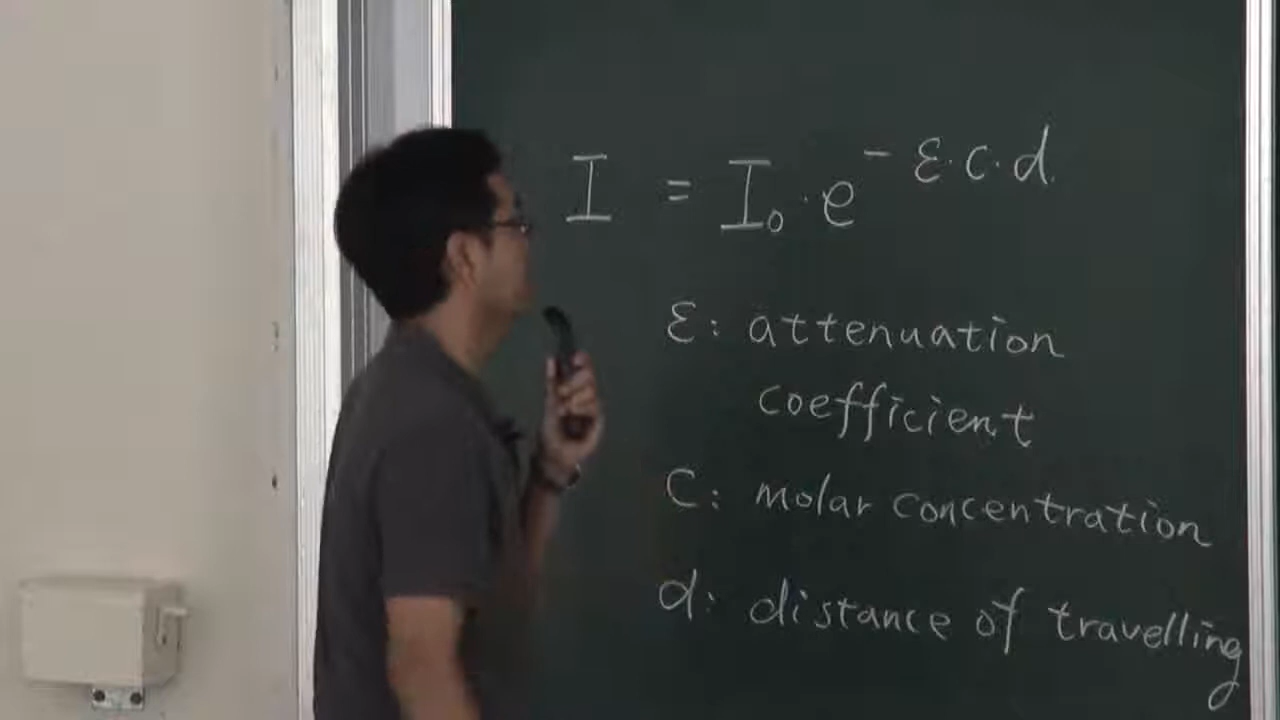 I = I₀·e^{-ε·c·d}
ε: attenuation
coefficient
C: molar concentration
d: distance of travelling